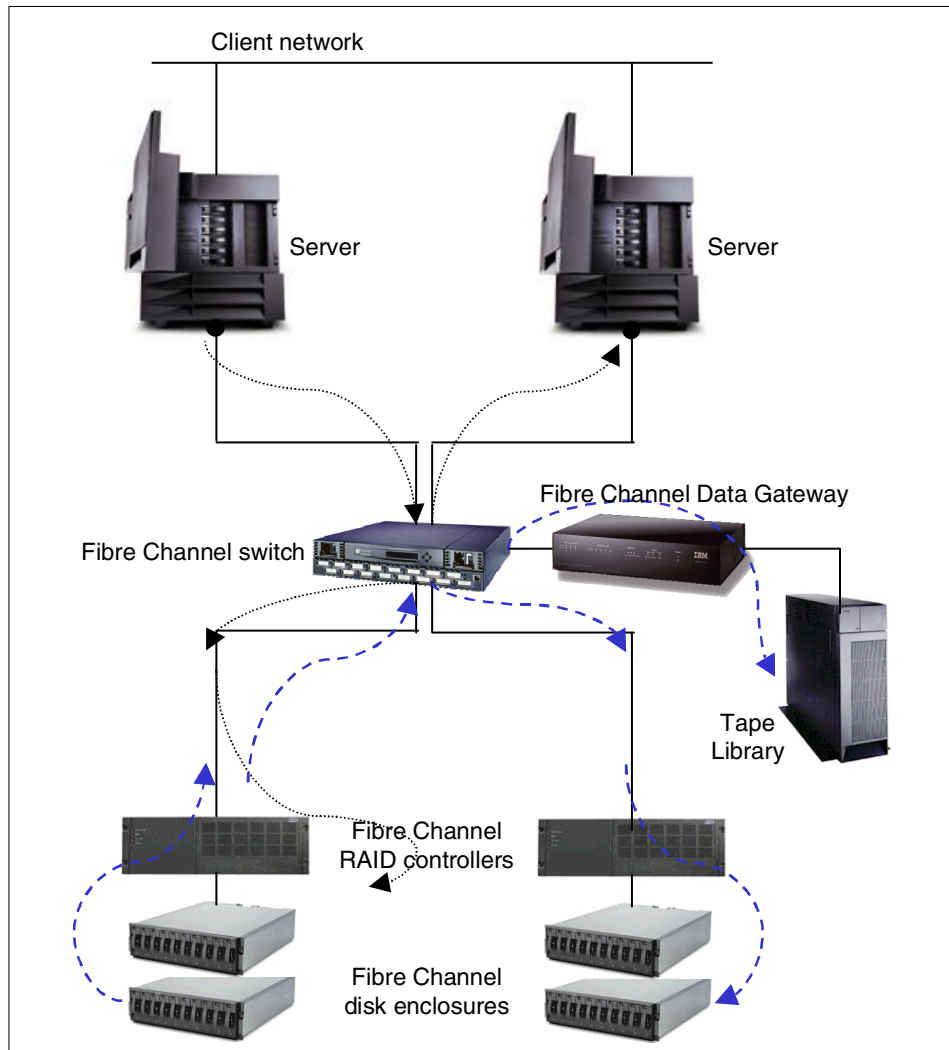 Client network
Server
Server
Fibre Channel Data Gateway
Fibre Channel switch
IBM
Tape
Library
Fibre Channel
RAID controllers
Fibre Channel
disk enclosures